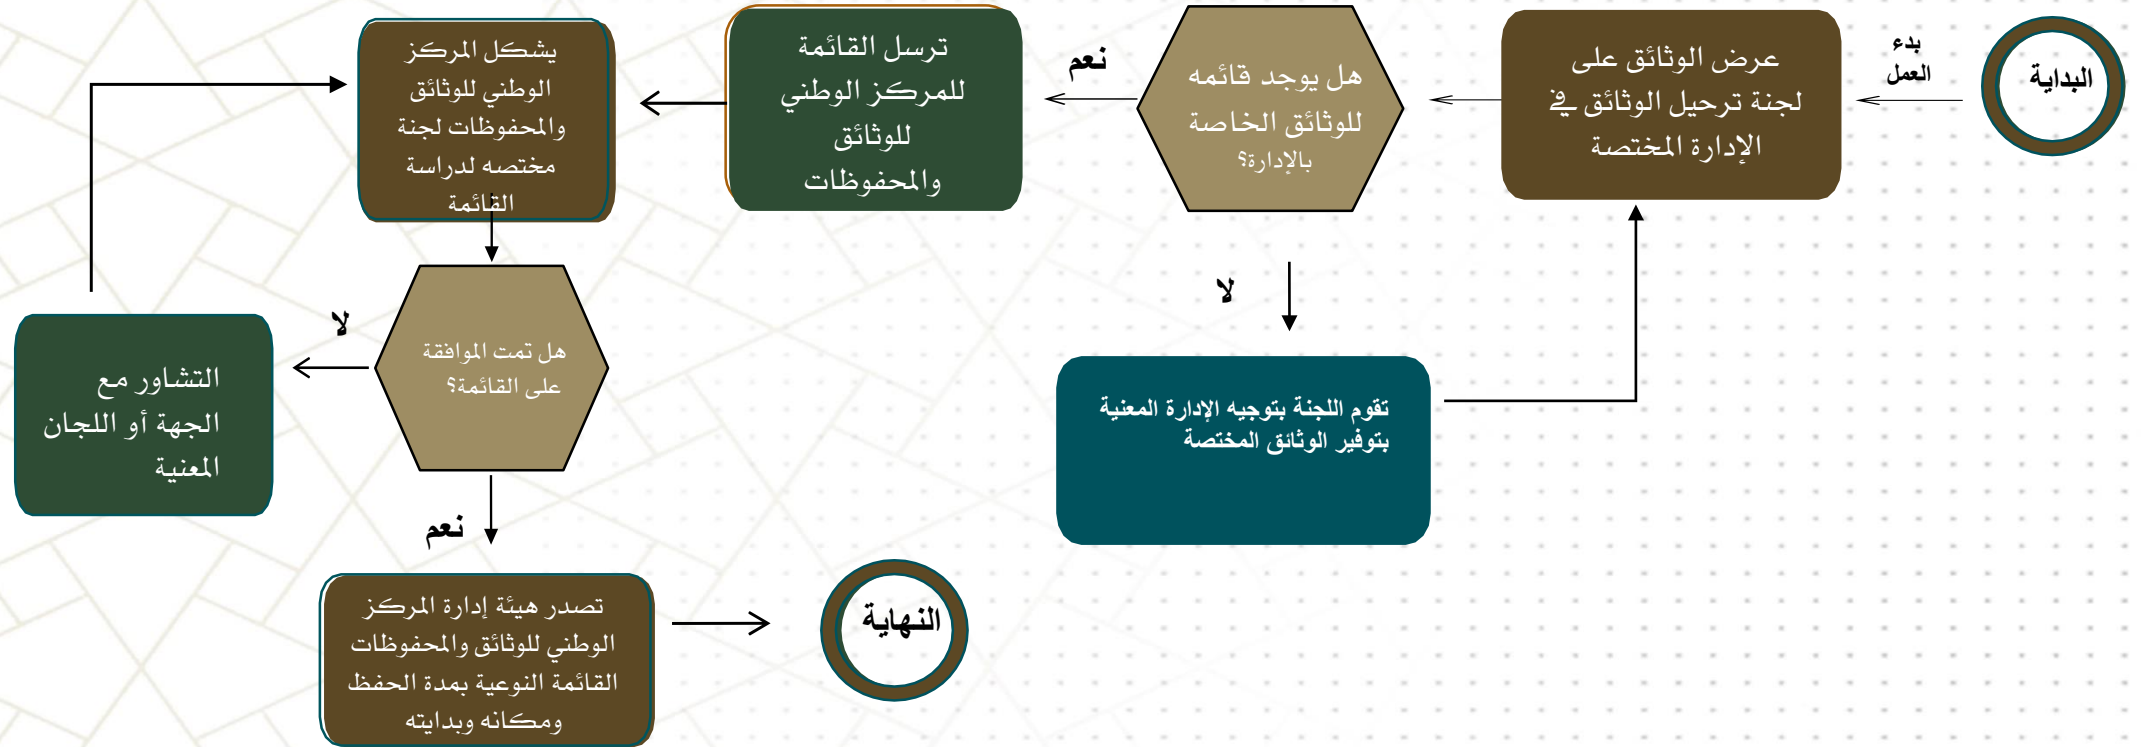 البداية
بدء
العمل
عرض الوثائق على
لجنة ترحيل الوثائق في
الإدارة المختصة
هل يوجد قائمه
للوثائق الخاصة
بالإدارة؟
نعم
ترسل القائمة
للمركز الوطني
للوثائق
والمحفوظات
يشكل المركز
الوطني للوثائق
والمحفوظات لجنة
مختصه لدراسة
القائمة
لا
تقوم اللجنة بتوجيه الإدارة المعنية
بتوفير الوثائق المختصة
هل تمت الموافقة
على القائمة؟
لا
التشاور مع
الجهة أو اللجان
المعنية
نعم
تصدر هيئة إدارة المركز
الوطني للوثائق والمحفوظات
القائمة النوعية بمدة الحفظ
ومكانه وبدايته
النهاية